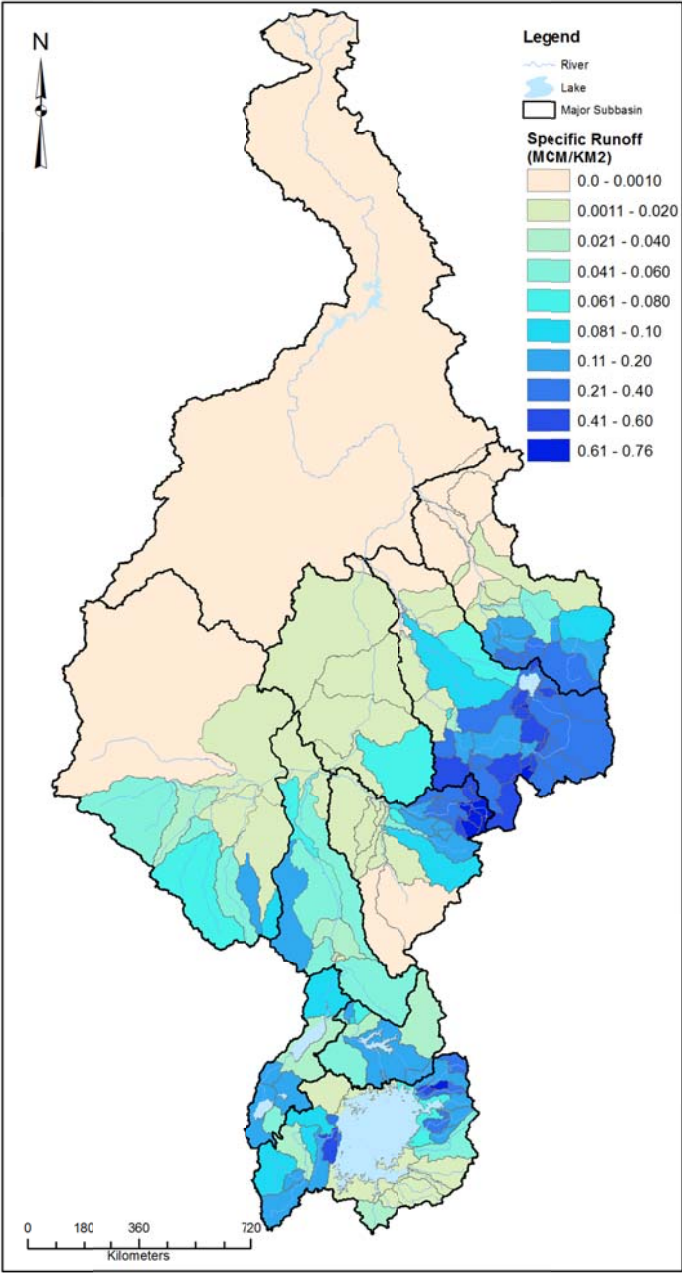 N
Legend
River
Lake
Major Subbasin
Specific Runoff
(MCM/KM2)
0.0 - 0.0010
0.0011 - 0.020
0.021 - 0.040
0.041 - 0.060
0.061 - 0.080
0.081 - 0.10
0.11 - 0.20
0.21 - 0.40
0.41 - 0.60
0.61 - 0.76
0 180 360 720
Kilometers